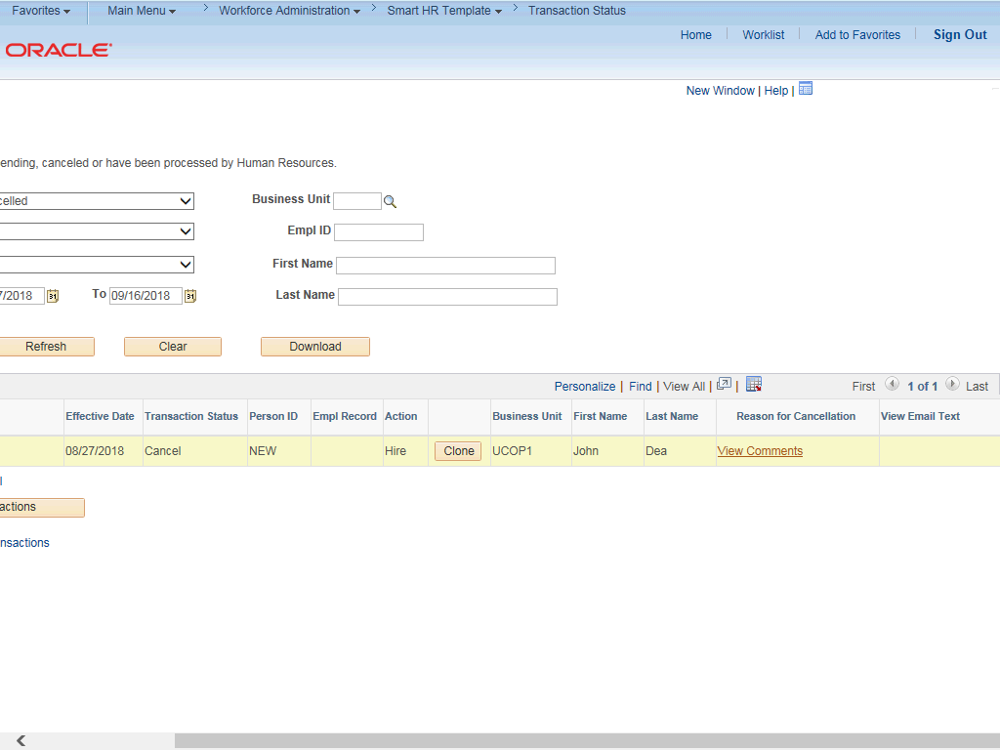 Favorites Main Menu > Workforce Administration > Smart HR Template > Transaction Status
Home Worklist Add to Favorites Sign Out
ORACLE
New Window | Help |
ending, canceled or have been processed by Human Resources.
celled Business Unit
Empl ID
First Name
7/2018 To 09/16/2018 Last Name
Refresh Clear Download
Personalize | Find | View All | | First 1 of 1 Last
Effective Date Transaction Status Person ID Empl Record Action Business Unit First Name Last Name Reason for Cancellation View Email Text
08/27/2018 Cancel NEW Hire Clone UCOP1 John Dea View Comments
l
actions
nsactions